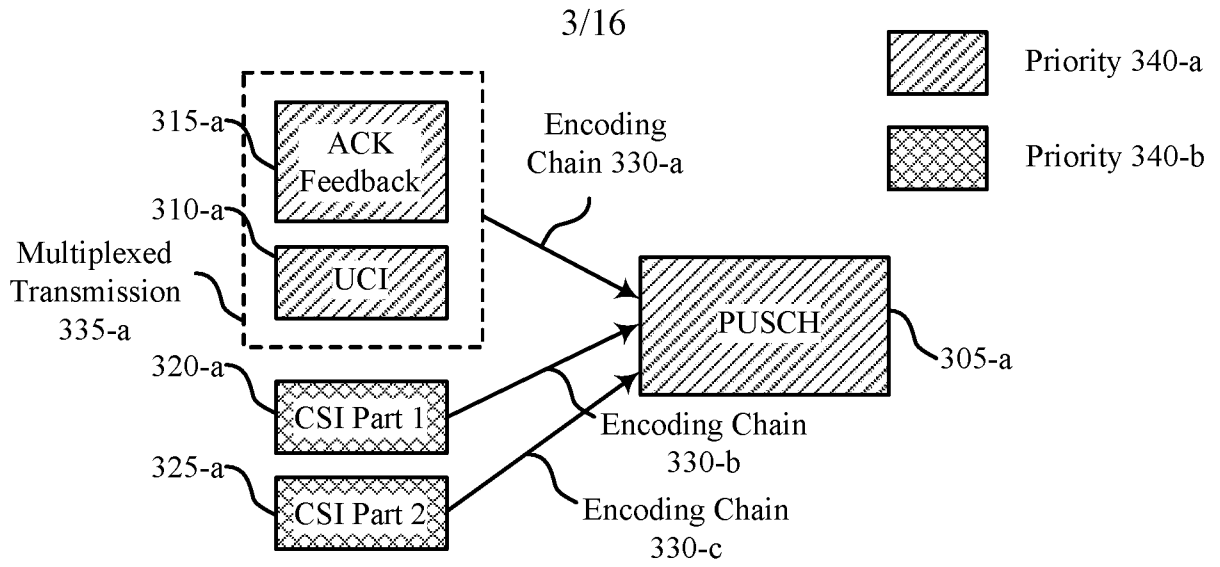 3/16
Priority 340-a
Priority 340-b
315-a
ACK
Feedback
310-a
UCI
Multiplexed
Transmission
335-a
Encoding
Chain 330-a
PUSCH
305-a
320-a
CSI Part 1
325-a
CSI Part 2
Encoding Chain
330-b
Encoding Chain
330-c